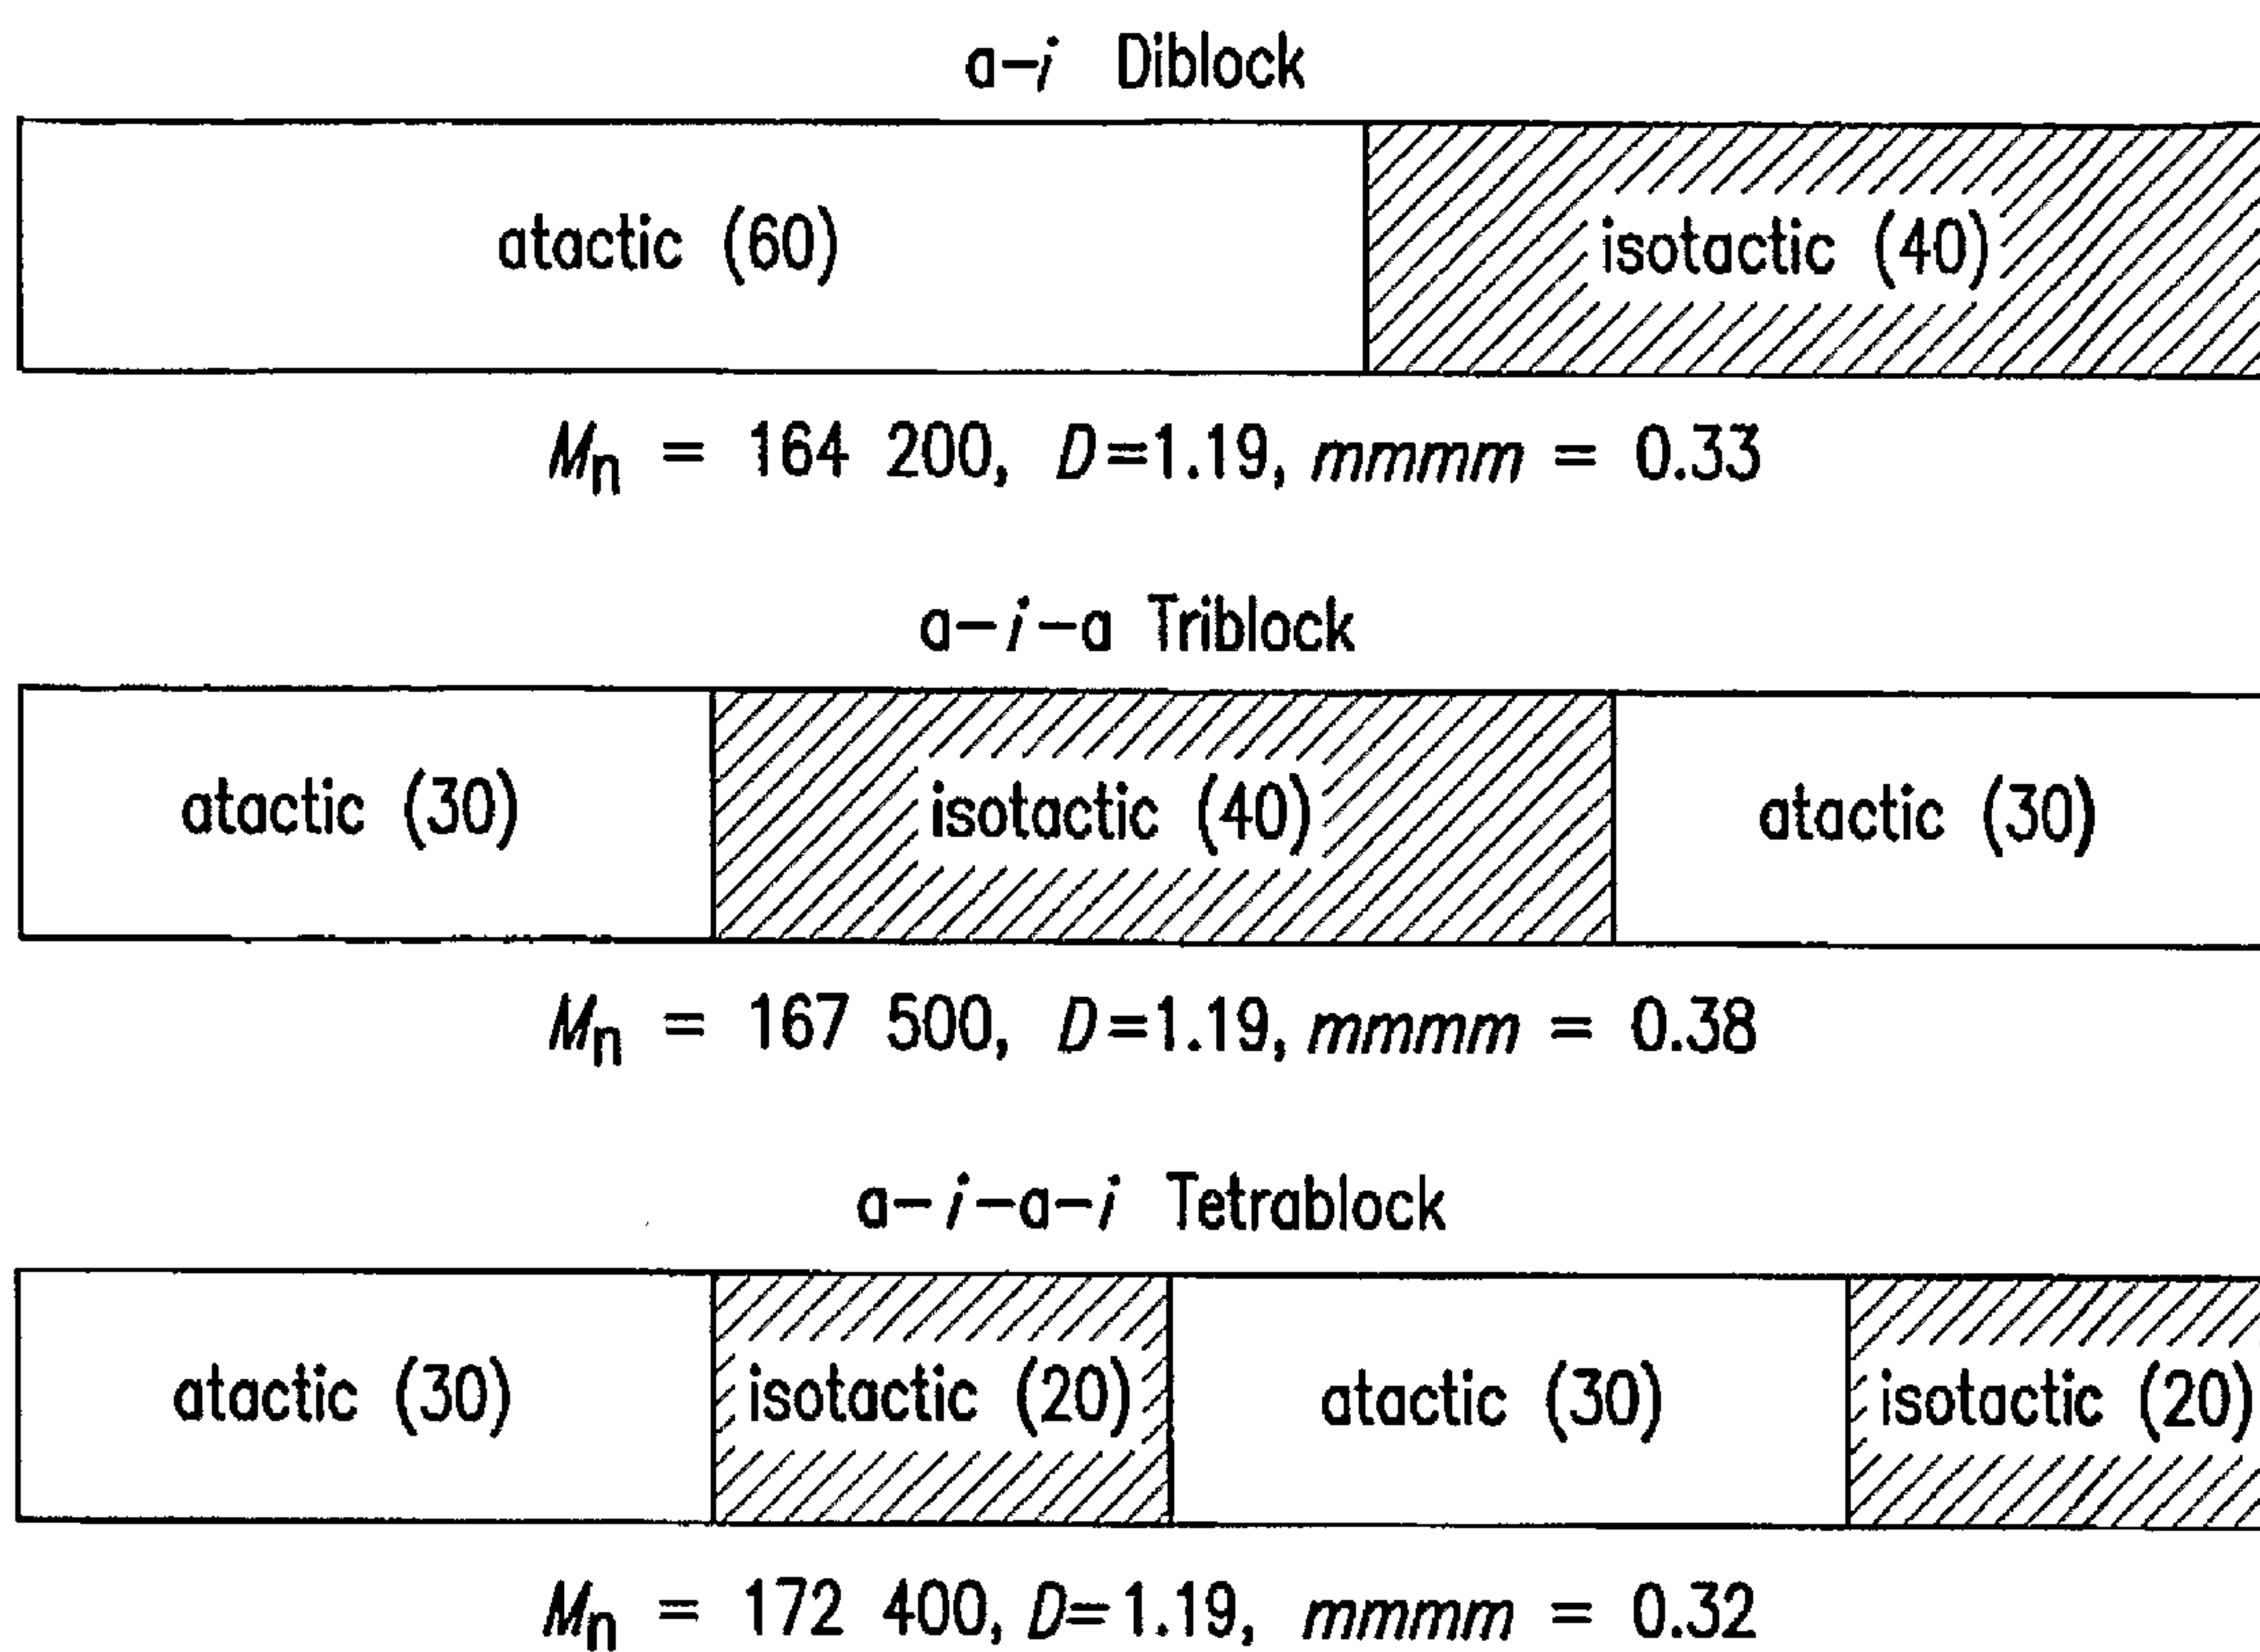 a-i Diblock
atactic (60) isotactic (40)
Mn = 164 200, D=1.19, mmmm = 0.33
a-i-a Triblock
atactic (30) isotactic (40) atactic (30)
Mn = 167 500, D=1.19, mmmm = 0.38
a-i-a-i Tetrablock
atactic (30) isotactic (20) atactic (30) isotactic (20)
Mn = 172 400, D=1.19, mmmm = 0.32